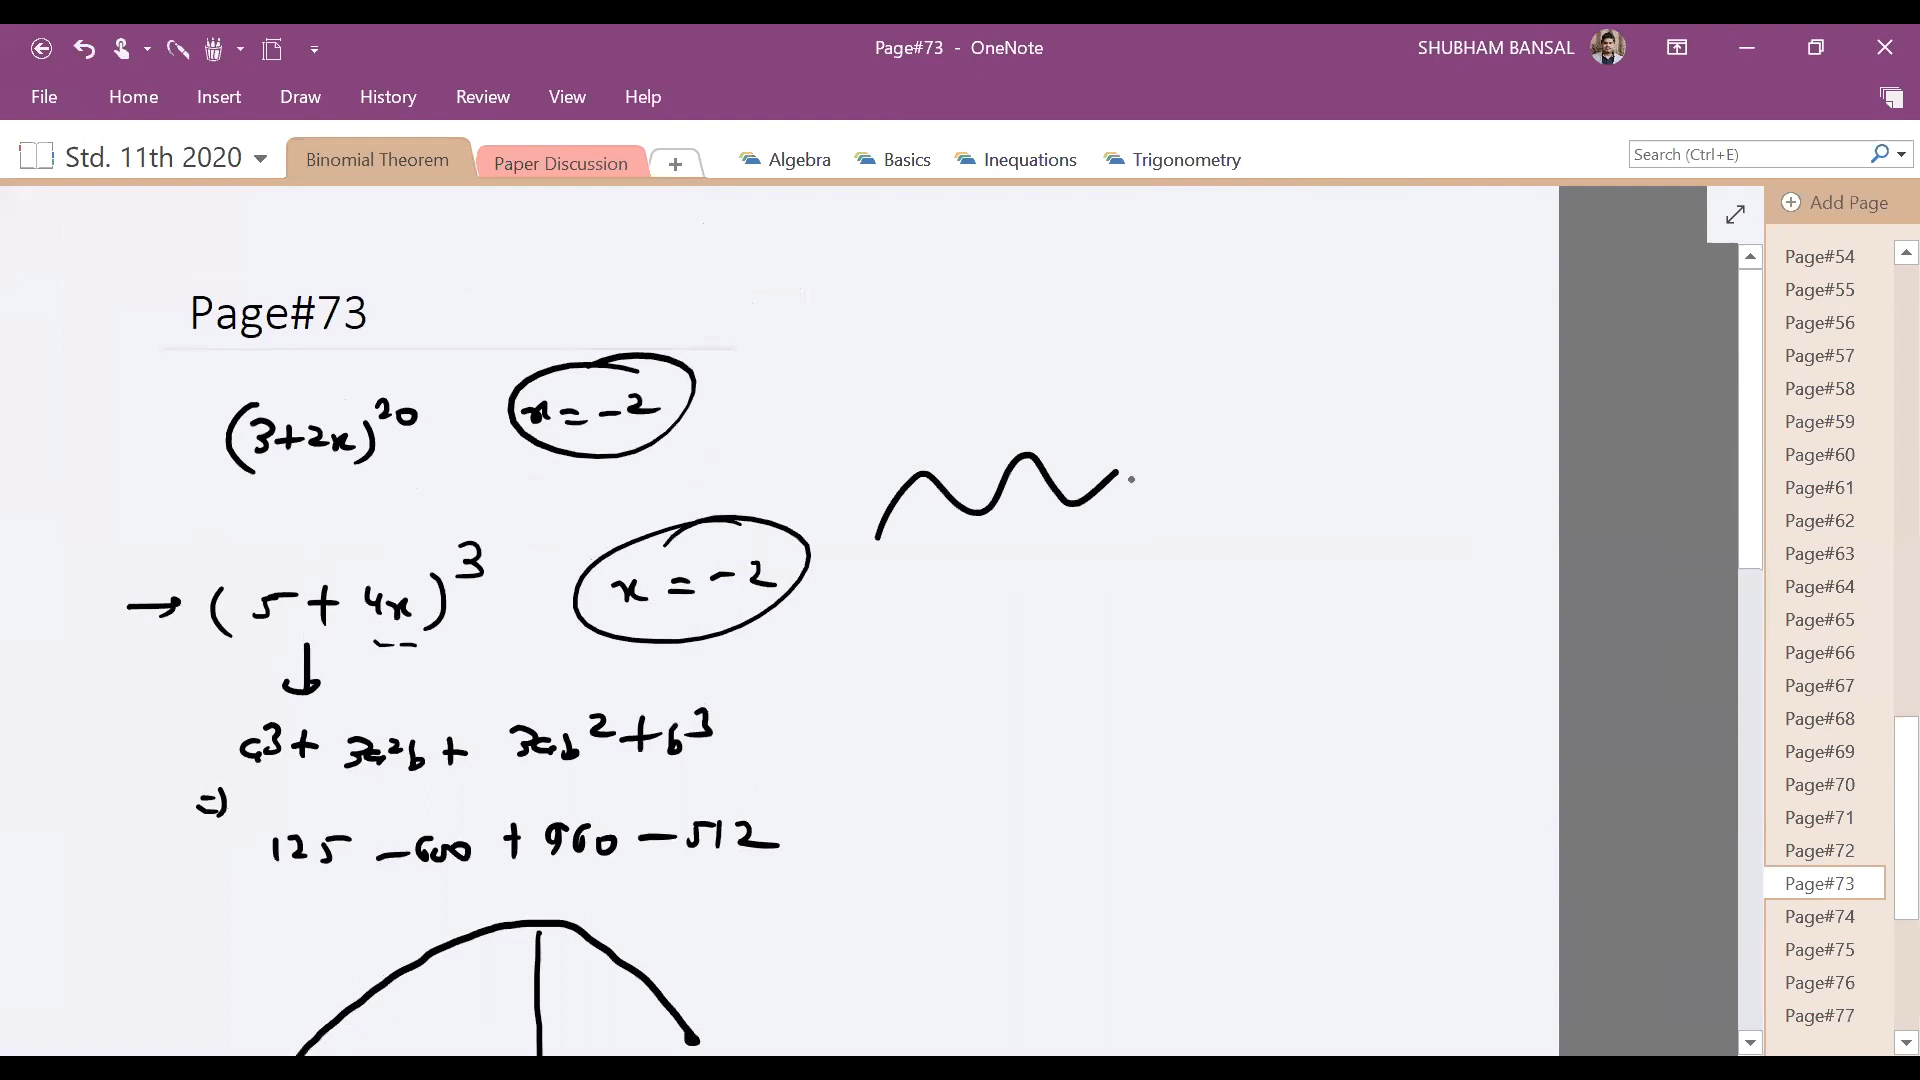 Page#73 - OneNote
SHUBHAM BANSAL
File Home Insert Draw History Review View Help
Std. 11th 2020
Binomial Theorem
Paper Discussion
Algebra
Basics
Inequations
Trigonometry
Search (Ctrl+E)
Add Page
Page#73
(3+2x)^20
x = -2
→ (5 + 4x)^3
x = -2
a^3 + 3a^2b + 3ab^2 + b^3
=>
125 - 600 + 960 - 512
Page#54
Page#55
Page#56
Page#57
Page#58
Page#59
Page#60
Page#61
Page#62
Page#63
Page#64
Page#65
Page#66
Page#67
Page#68
Page#69
Page#70
Page#71
Page#72
Page#73
Page#74
Page#75
Page#76
Page#77